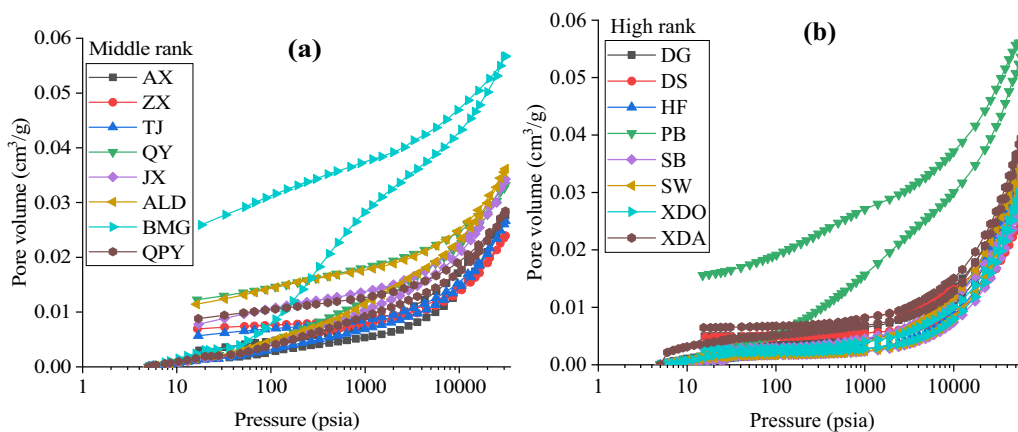 (a)
Middle rank
AX
ZX
TJ
QY
JX
ALD
BMG
QPY
0.06
0.05
0.04
0.03
0.02
0.01
0.00
Pore volume (cm³/g)
1 10 100 1000 10000
Pressure (psia)
(b)
High rank
DG
DS
HF
PB
SB
SW
XDO
XDA
0.06
0.05
0.04
0.03
0.02
0.01
0.00
Pore volume (cm³/g)
1 10 100 1000 10000
Pressure (psia)